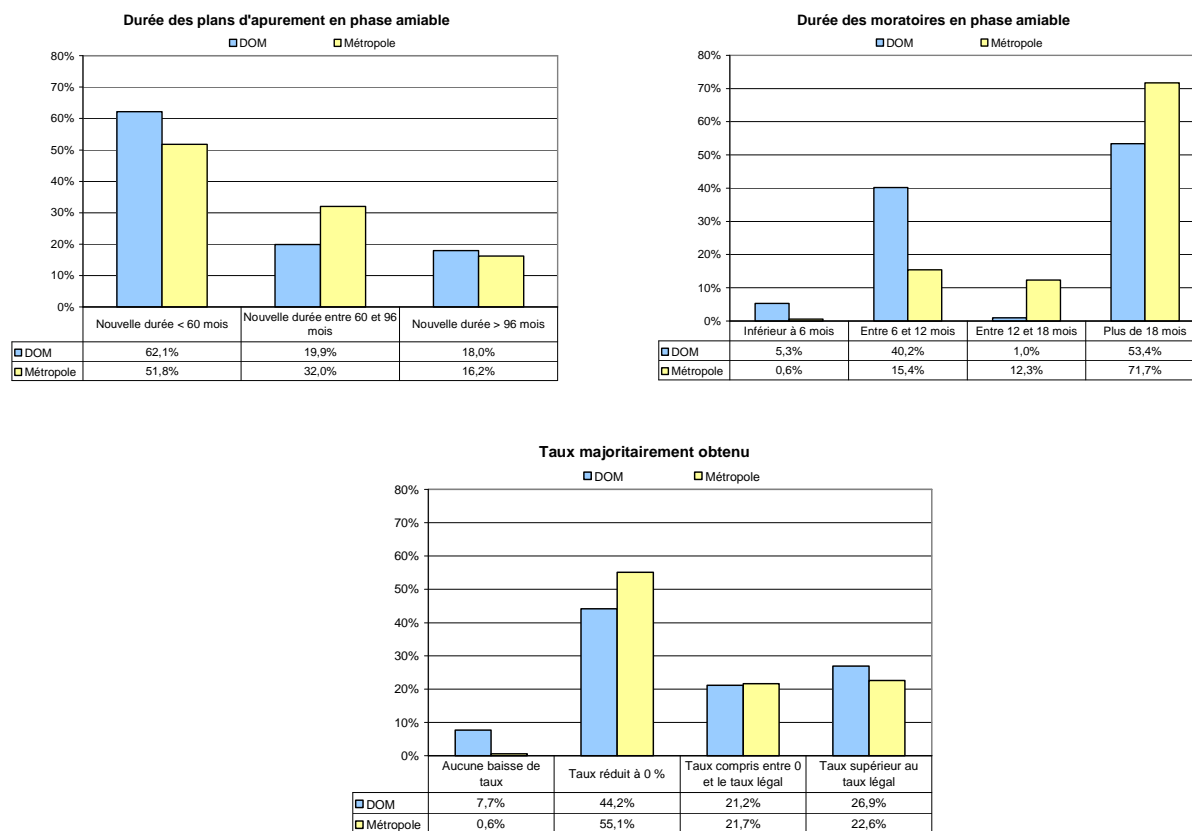 Durée des plans d'apurement en phase amiable
DOM Métropole
80%
70%
60%
50%
40%
30%
20%
10%
0%
Nouvelle durée < 60 mois Nouvelle durée entre 60 et 96 mois Nouvelle durée > 96 mois
DOM 62,1% 19,9% 18,0%
Métropole 51,8% 32,0% 16,2%
Durée des moratoires en phase amiable
DOM Métropole
80%
70%
60%
50%
40%
30%
20%
10%
0%
Inférieur à 6 mois Entre 6 et 12 mois Entre 12 et 18 mois Plus de 18 mois
DOM 5,3% 40,2% 1,0% 53,4%
Métropole 0,6% 15,4% 12,3% 71,7%
Taux majoritairement obtenu
DOM Métropole
80%
70%
60%
50%
40%
30%
20%
10%
0%
Aucune baisse de taux Taux réduit à 0 % Taux compris entre 0 et le taux légal Taux supérieur au taux légal
DOM 7,7% 44,2% 21,2% 26,9%
Métropole 0,6% 55,1% 21,7% 22,6%